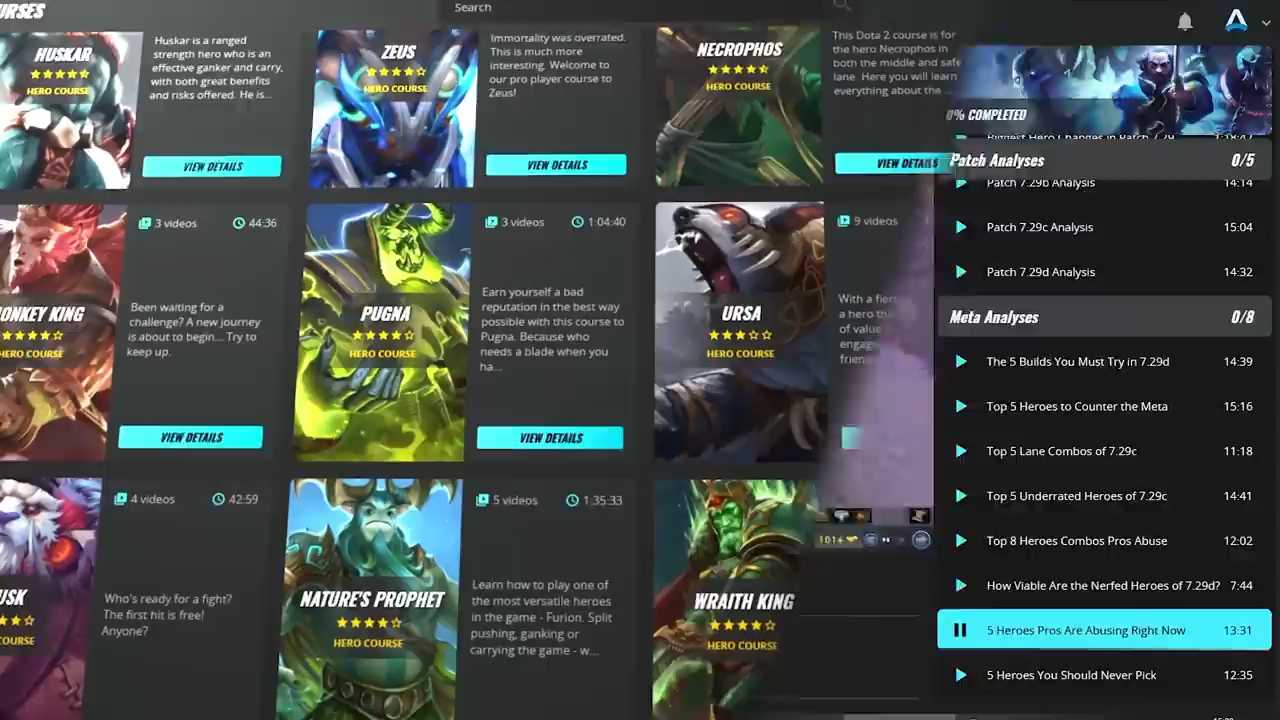 URSES
Search
HUSKAR
HERO COURSE
Huskar is a ranged
strength hero who is an
effective ganker and carry,
with both great benefits
and risks offered. He is...
VIEW DETAILS
ZEUS
HERO COURSE
Immortality was overrated.
This is much more
interesting. Welcome to
our pro player course to
Zeus!
VIEW DETAILS
NECROPHOS
HERO COURSE
This Dota 2 course is for
the hero Necrophos in
both the middle and safe
lane. Here you will learn
everything about the ...
VIEW DETAILS
ONKEY KING
HERO COURSE
3 videos
44:36
Been waiting for a
challenge? A new journey
is about to begin... Try to
keep up.
VIEW DETAILS
PUGNA
HERO COURSE
3 videos
1:04:40
Earn yourself a bad
reputation in the best way
possible with this course to
Pugna. Because who
needs a blade when you
ha...
VIEW DETAILS
URSA
HERO COURSE
9 videos
With a fier
a hero th
of value
engag
frien
USK
COURSE
4 videos
42:59
Who's ready for a fight?
The first hit is free!
Anyone?
NATURE'S PROPHET
HERO COURSE
5 videos
1:35:33
Learn how to play one of
the most versatile heroes
in the game - Furion. Split
pushing, ganking or
carrying the game - w...
WRAITH KING
HERO COURSE
0% COMPLETED
Biggest Hero Changes in Patch 7.29 1:18:47
Patch Analyses 0/5
Patch 7.29b Analysis 14:14
Patch 7.29c Analysis 15:04
Patch 7.29d Analysis 14:32
Meta Analyses 0/8
The 5 Builds You Must Try in 7.29d 14:39
Top 5 Heroes to Counter the Meta 15:16
Top 5 Lane Combos of 7.29c 11:18
Top 5 Underrated Heroes of 7.29c 14:41
Top 8 Heroes Combos Pros Abuse 12:02
How Viable Are the Nerfed Heroes of 7.29d? 7:44
5 Heroes Pros Are Abusing Right Now 13:31
5 Heroes You Should Never Pick 12:35